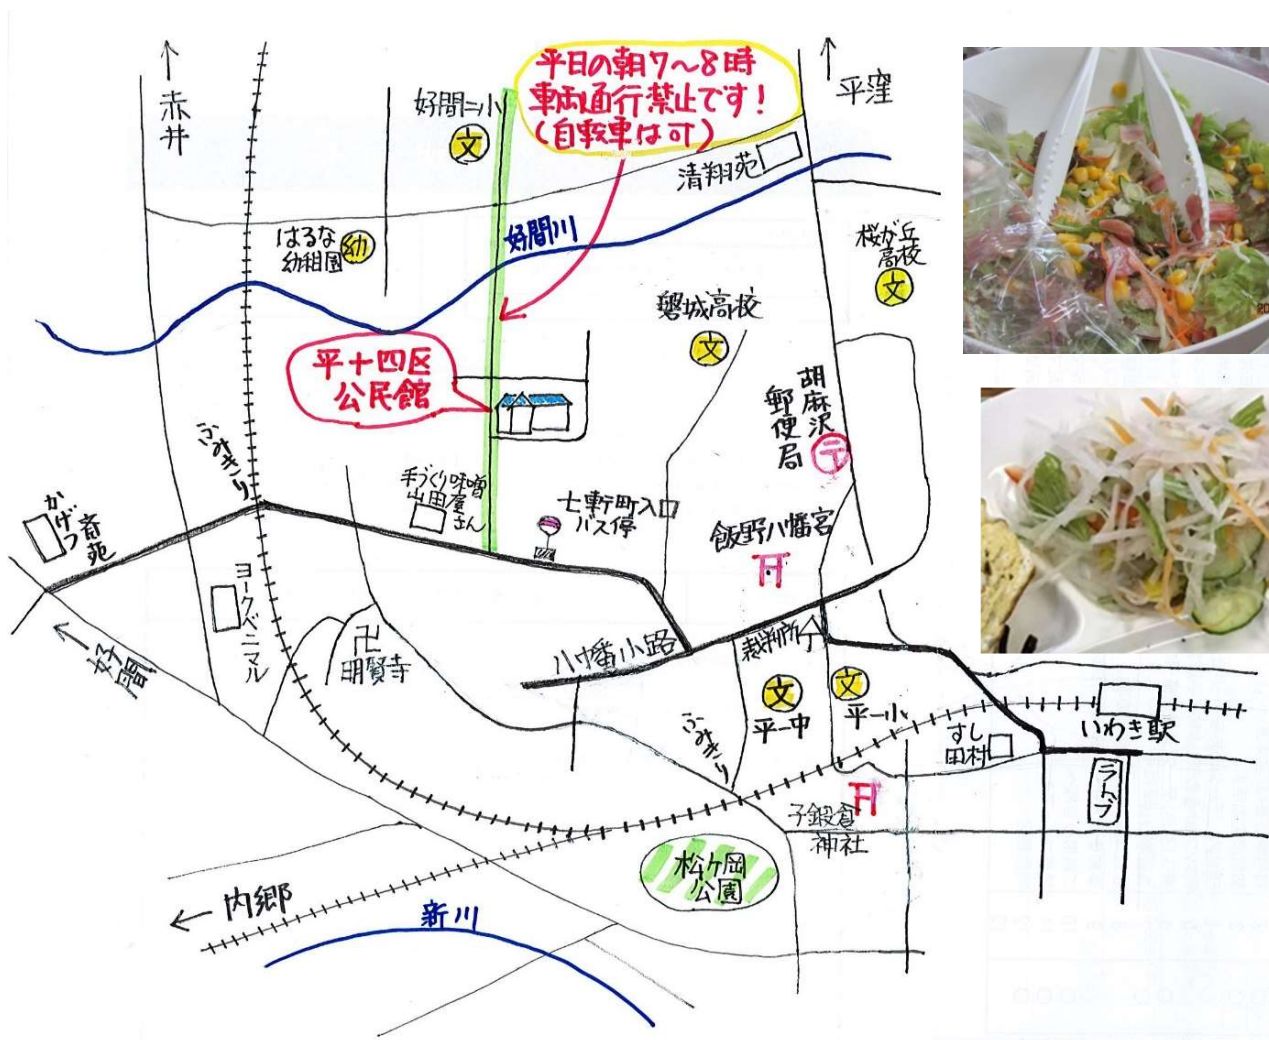 平日の朝7～8時
車両通行禁止です！
(自転車は可)
↑
赤井
好間二小
文
↑
平窪
清翔苑
はるな
幼稚園
幼
好間川
桜が丘
高校
文
磐城高校
文
平十四区
公民館
胡麻沢
郵便局
〒
ふみきり
手づくり味噌
山田屋
さん
七軒町入口
バス停
飯野八幡宮
かげつ
斎苑
ヨークベニマル
←好間
卍
明賢寺
八幡小路
裁判所
文
平一中
文
平一小
ふみきり
すし
田村
いわき駅
ラトブ
子鍬倉
神社
松ヶ岡
公園
←内郷
新川